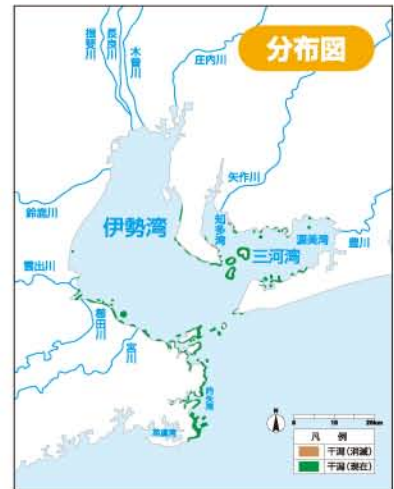 分布図
揖斐川
長良川
木曽川
庄内川
矢作川
鈴鹿川
伊勢湾
知多湾
渥美湾
豊川
三河湾
雲出川
櫛田川
宮川
的矢湾
英虞湾
N
0 10 20km
凡 例
干潟(消滅)
干潟(現在)